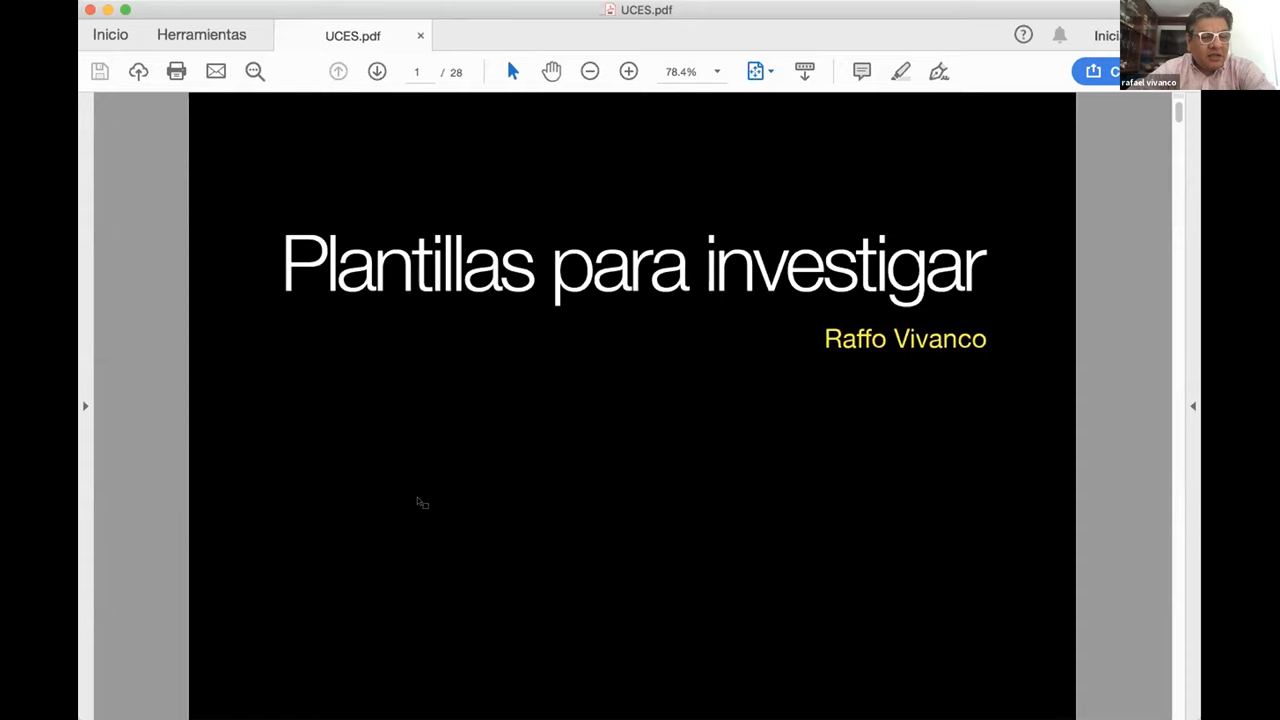 UCES.pdf
Inicio
Herramientas
UCES.pdf ×
1 / 28
78.4%
rafael vivanco
Plantillas para investigar
Raffo Vivanco